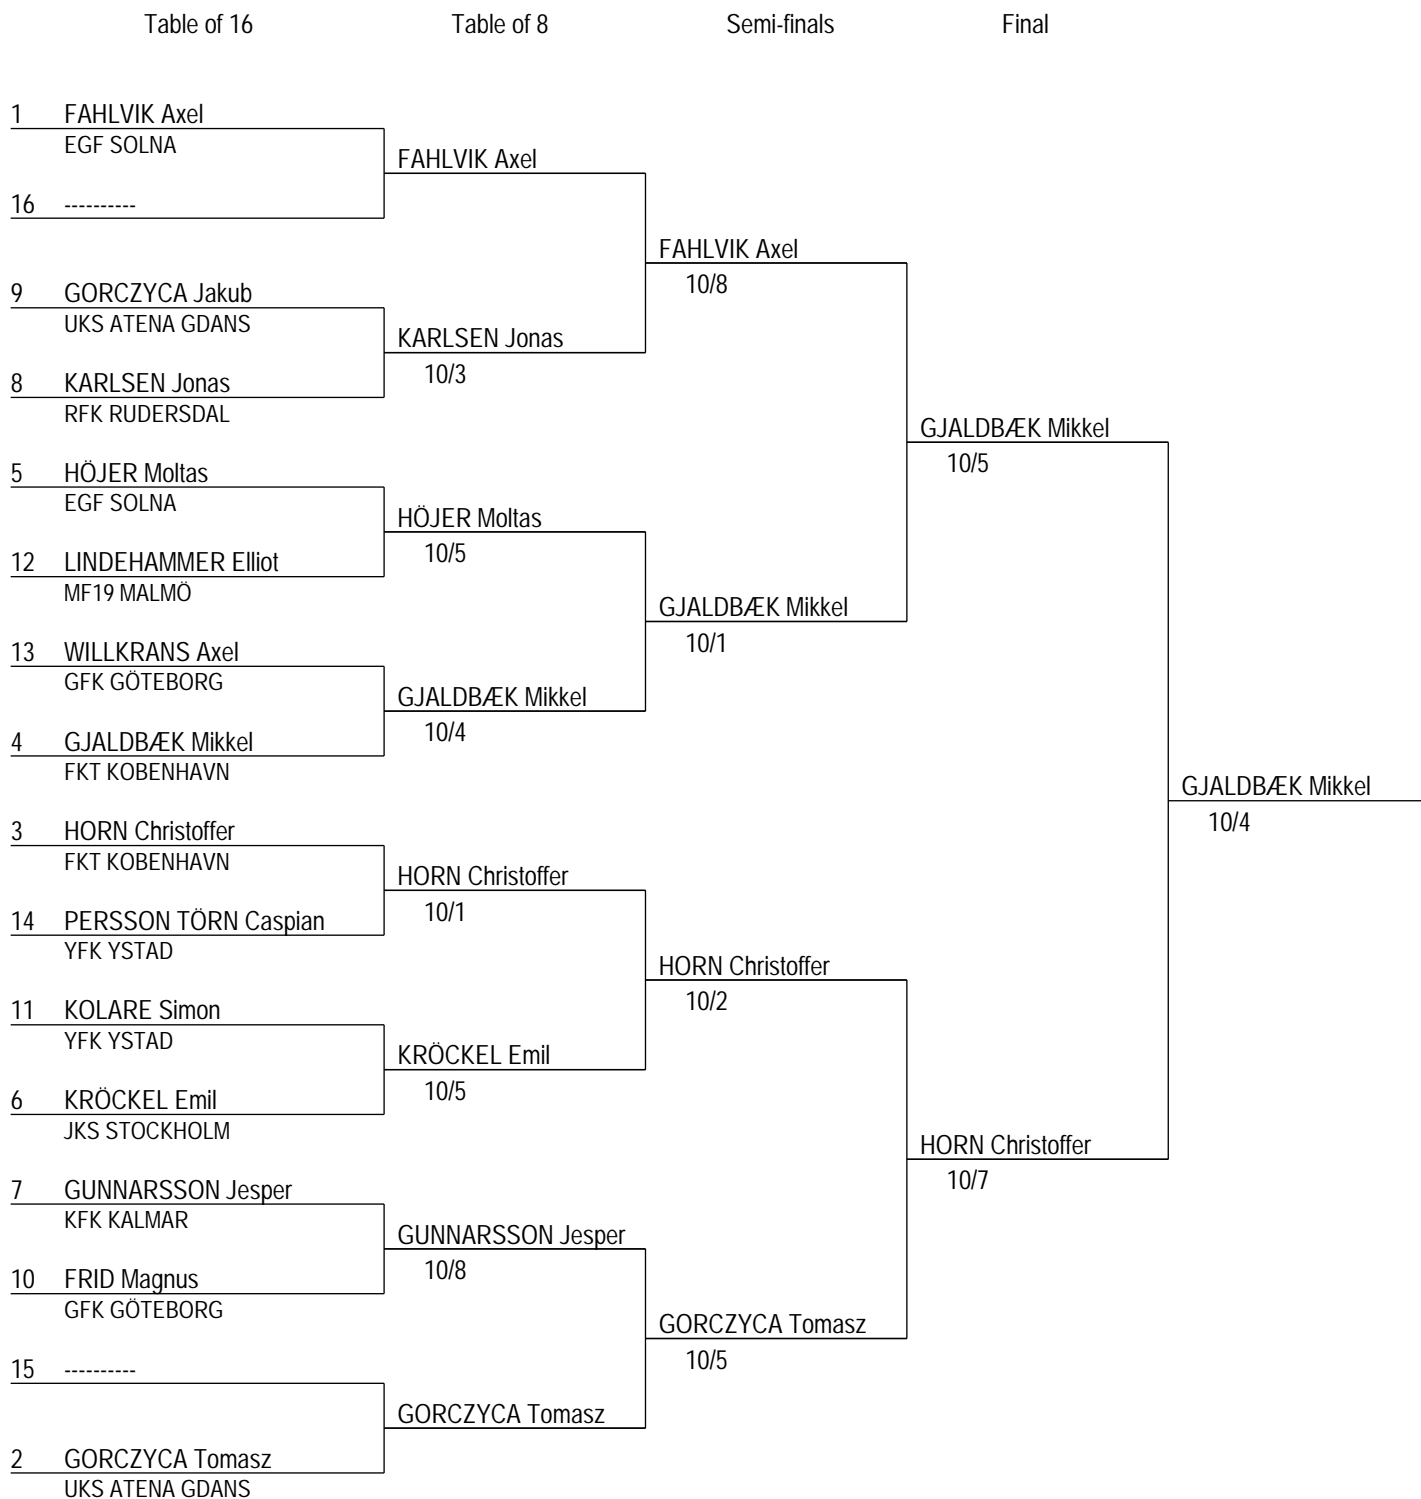 Table of 16
Table of 8
Semi-finals
Final
1 FAHLVIK Axel
EGF SOLNA
FAHLVIK Axel
16 ----------
FAHLVIK Axel
10/8
9 GORCZYCA Jakub
UKS ATENA GDANS
KARLSEN Jonas
10/3
8 KARLSEN Jonas
RFK RUDERSDAL
GJALDBÆK Mikkel
10/5
5 HÖJER Moltas
EGF SOLNA
HÖJER Moltas
10/5
12 LINDEHAMMER Elliot
MF19 MALMÖ
GJALDBÆK Mikkel
10/1
13 WILLKRANS Axel
GFK GÖTEBORG
GJALDBÆK Mikkel
10/4
4 GJALDBÆK Mikkel
FKT KOBENHAVN
GJALDBÆK Mikkel
10/4
3 HORN Christoffer
FKT KOBENHAVN
HORN Christoffer
10/1
14 PERSSON TÖRN Caspian
YFK YSTAD
HORN Christoffer
10/2
11 KOLARE Simon
YFK YSTAD
KRÖCKEL Emil
10/5
6 KRÖCKEL Emil
JKS STOCKHOLM
HORN Christoffer
10/7
7 GUNNARSSON Jesper
KFK KALMAR
GUNNARSSON Jesper
10/8
10 FRID Magnus
GFK GÖTEBORG
GORCZYCA Tomasz
10/5
15 ----------
GORCZYCA Tomasz
2 GORCZYCA Tomasz
UKS ATENA GDANS